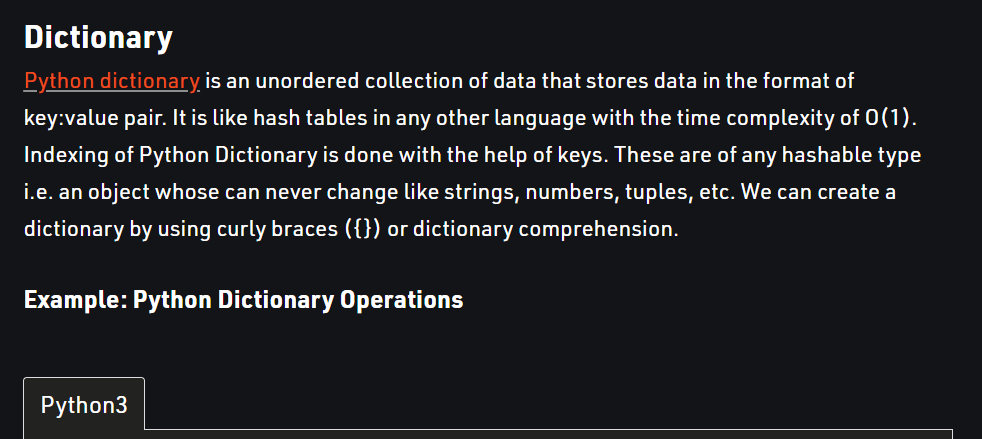 Dictionary
Python dictionary is an unordered collection of data that stores data in the format of
key:value pair. It is like hash tables in any other language with the time complexity of O(1).
Indexing of Python Dictionary is done with the help of keys. These are of any hashable type
i.e. an object whose can never change like strings, numbers, tuples, etc. We can create a
dictionary by using curly braces ({}) or dictionary comprehension.
Example: Python Dictionary Operations
Python3